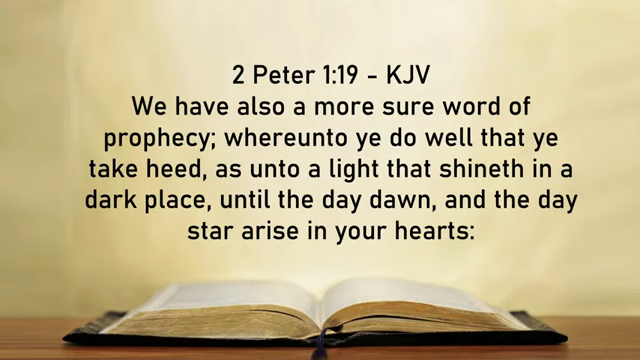 2 Peter 1:19 - KJV
We have also a more sure word of
prophecy; whereunto ye do well that ye
take heed, as unto a light that shineth in a
dark place, until the day dawn, and the day
star arise in your hearts: